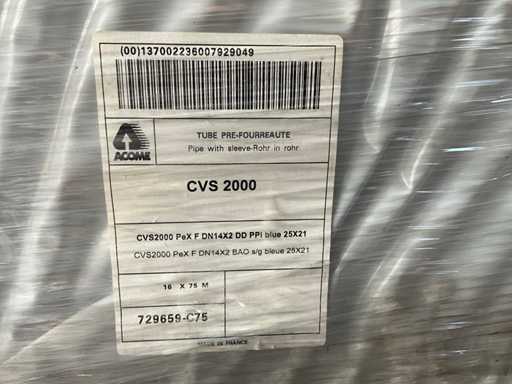 (00)137002236007929049
ACOME
TUBE PRE-FOURREAUTE
Pipe with sleeve-Rohr in rohr
CVS 2000
CVS2000 PeX F DN14X2 DD PPI blue 25X21
CVS2000 PeX F DN14X2 BAO s/g bleue 25X21
16 X 75 M
729659-C75
MADE IN FRANCE